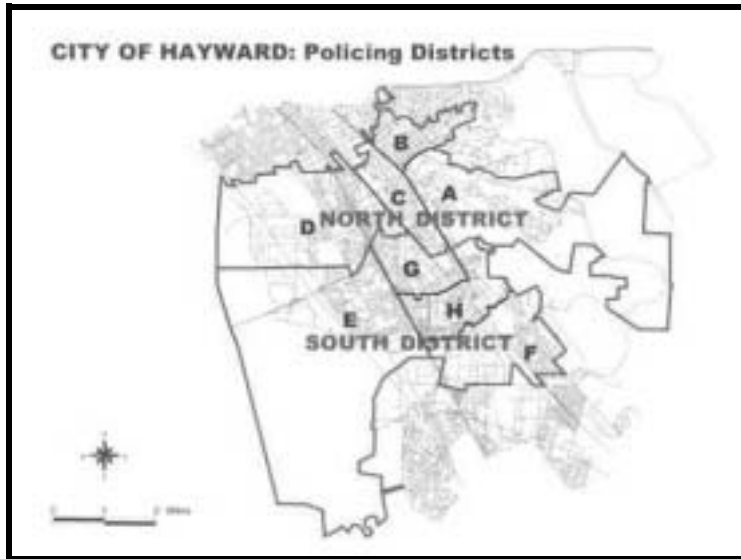 CITY OF HAYWARD: Policing Districts
B
A
C
D
NORTH DISTRICT
G
H
E
SOUTH DISTRICT
F